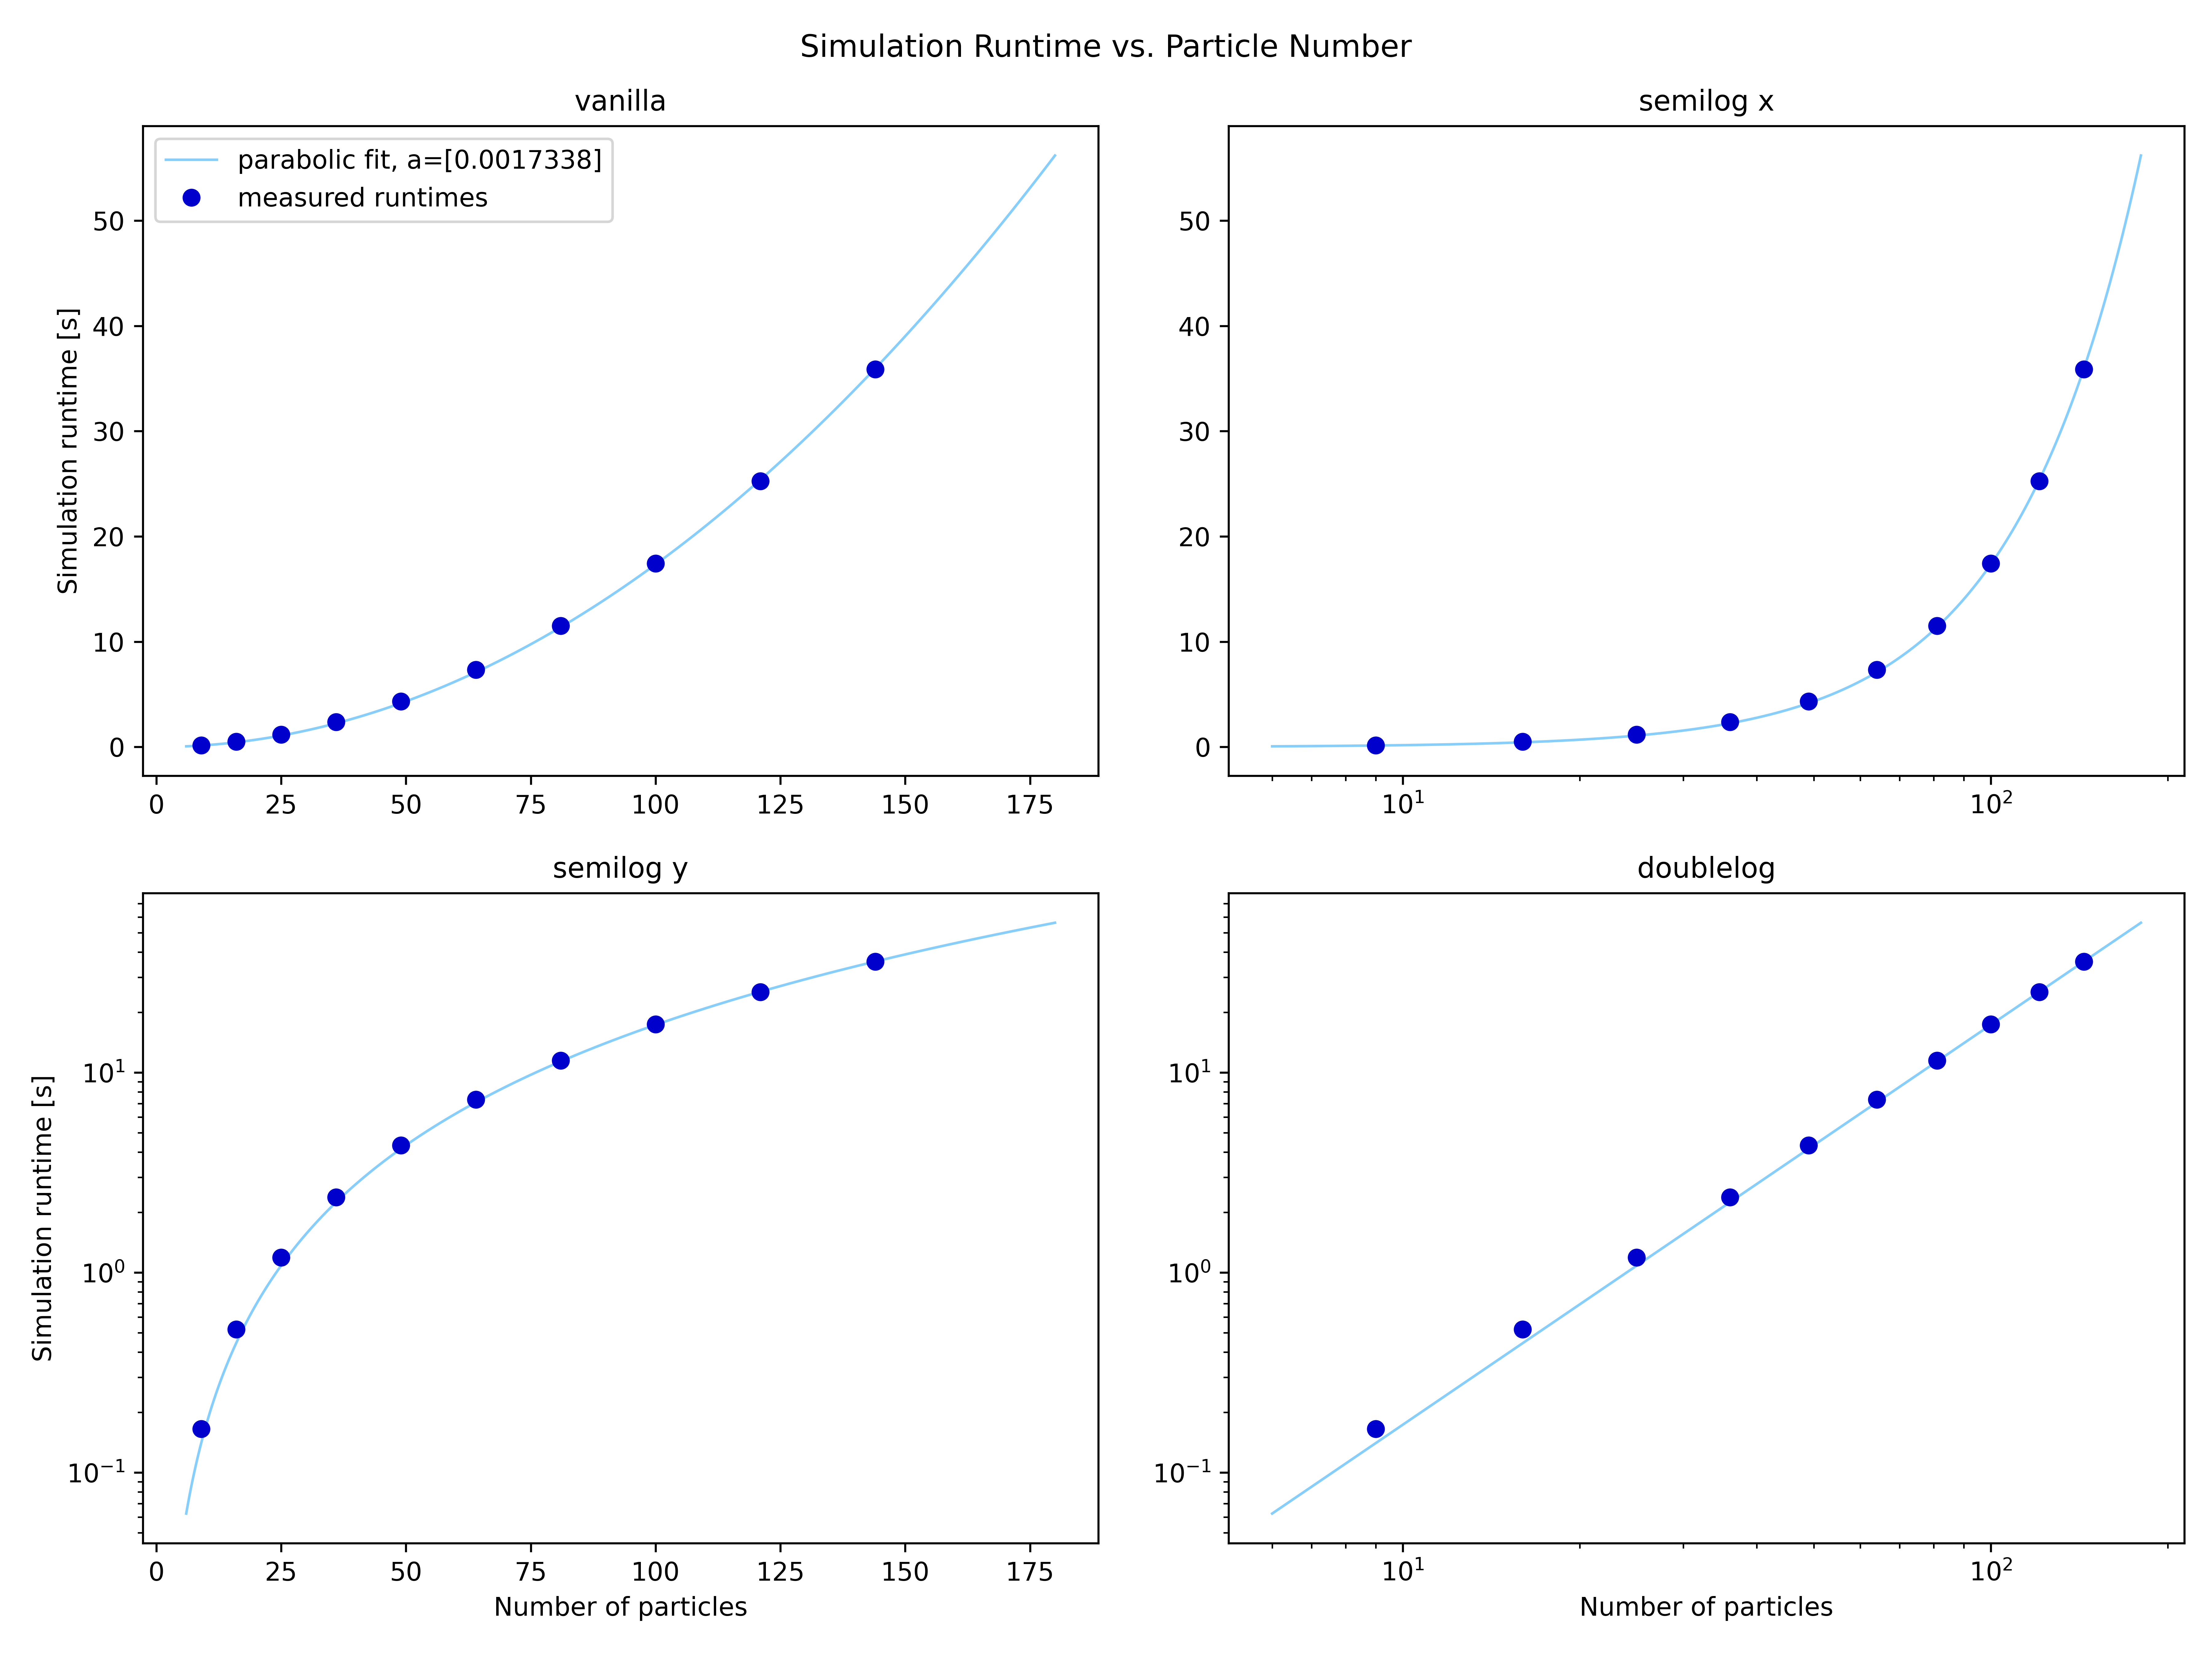 Simulation Runtime vs. Particle Number
vanilla
parabolic fit, a=[0.0017338]
measured runtimes
Simulation runtime [s]
50
40
30
20
10
0
0 25 50 75 100 125 150 175
semilog x
50
40
30
20
10
0
10¹ 10²
semilog y
Simulation runtime [s]
10¹
10⁰
10⁻¹
0 25 50 75 100 125 150 175
Number of particles
doublelog
10¹
10⁰
10⁻¹
10¹ 10²
Number of particles